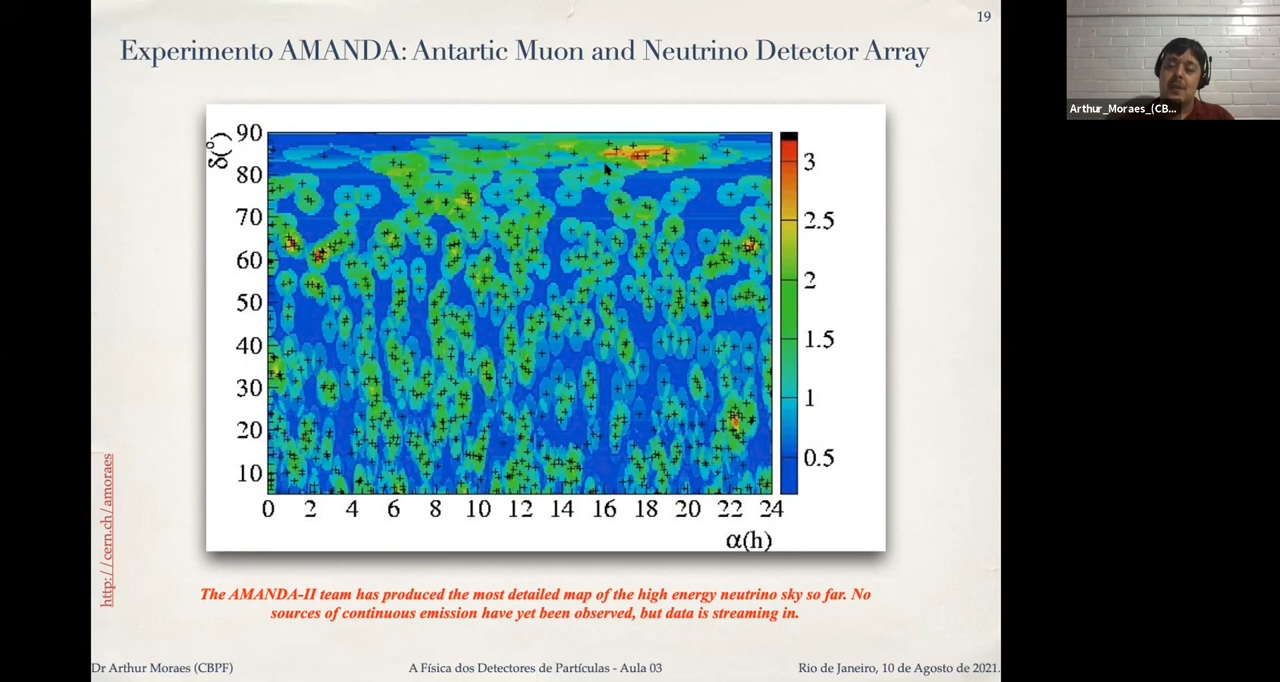 19
Experimento AMANDA: Antartic Muon and Neutrino Detector Array
Arthur_Moraes_(CB...
δ(°)
90
80
70
60
50
40
30
20
10
3
2.5
2
1.5
1
0.5
0 2 4 6 8 10 12 14 16 18 20 22 24
α(h)
http://cern.ch/amoraes
The AMANDA-II team has produced the most detailed map of the high energy neutrino sky so far. No
sources of continuous emission have yet been observed, but data is streaming in.
Dr Arthur Moraes (CBPF) A Física dos Detectores de Partículas - Aula 03 Rio de Janeiro, 10 de Agosto de 2021.